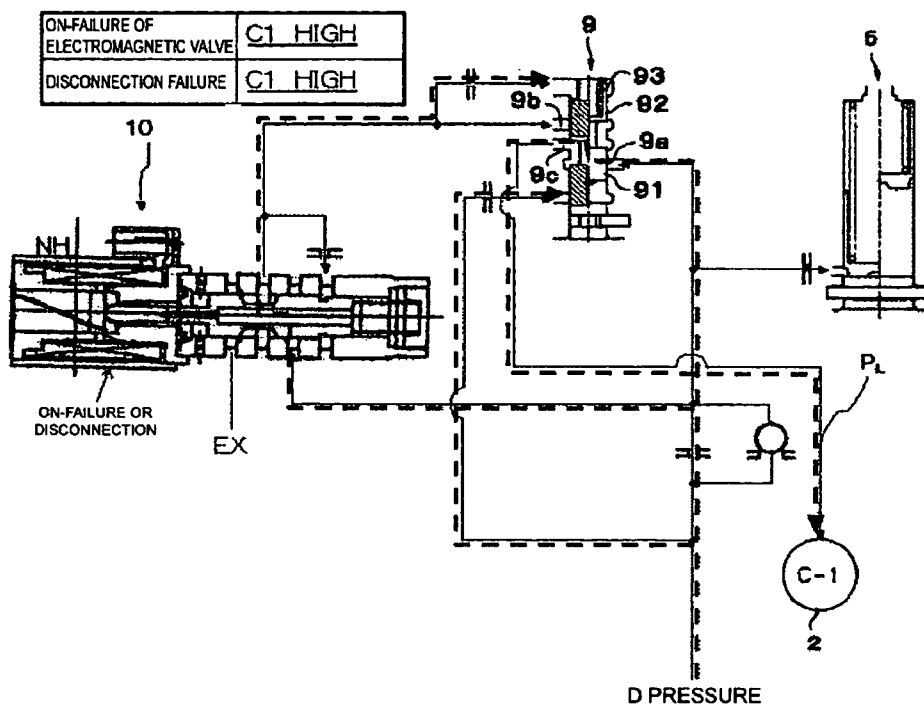 ON-FAILURE OF
ELECTROMAGNETIC VALVE
C1 HIGH
DISCONNECTION FAILURE
C1 HIGH
10
9
93
92
9b
9a
9c
91
6
NH
ON-FAILURE OR
DISCONNECTION
EX
PL
C-1
2
D PRESSURE